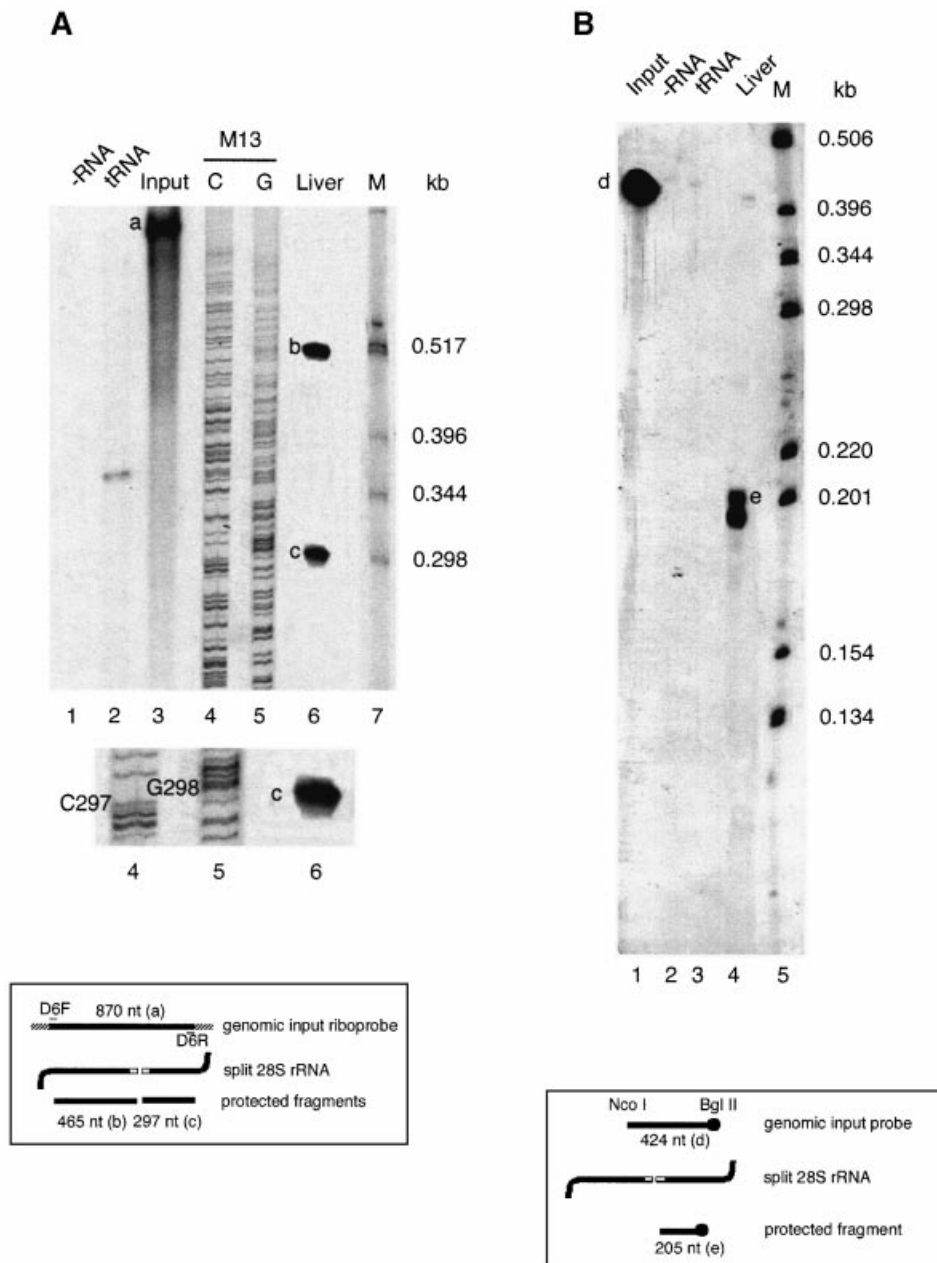 A
-RNA
tRNA
Input
M13
C G
Liver
M
kb
a
b
c
0.517
0.396
0.344
0.298
1 2 3 4 5 6 7
C297
G298
c
4 5 6
D6F
870 nt (a)
D6R
genomic input riboprobe
split 28S rRNA
465 nt (b) 297 nt (c)
protected fragments
B
Input
-RNA
tRNA
Liver
M
kb
d
e
0.506
0.396
0.344
0.298
0.220
0.201
0.154
0.134
1 2 3 4 5
Nco I Bgl II
genomic input probe
424 nt (d)
split 28S rRNA
protected fragment
205 nt (e)